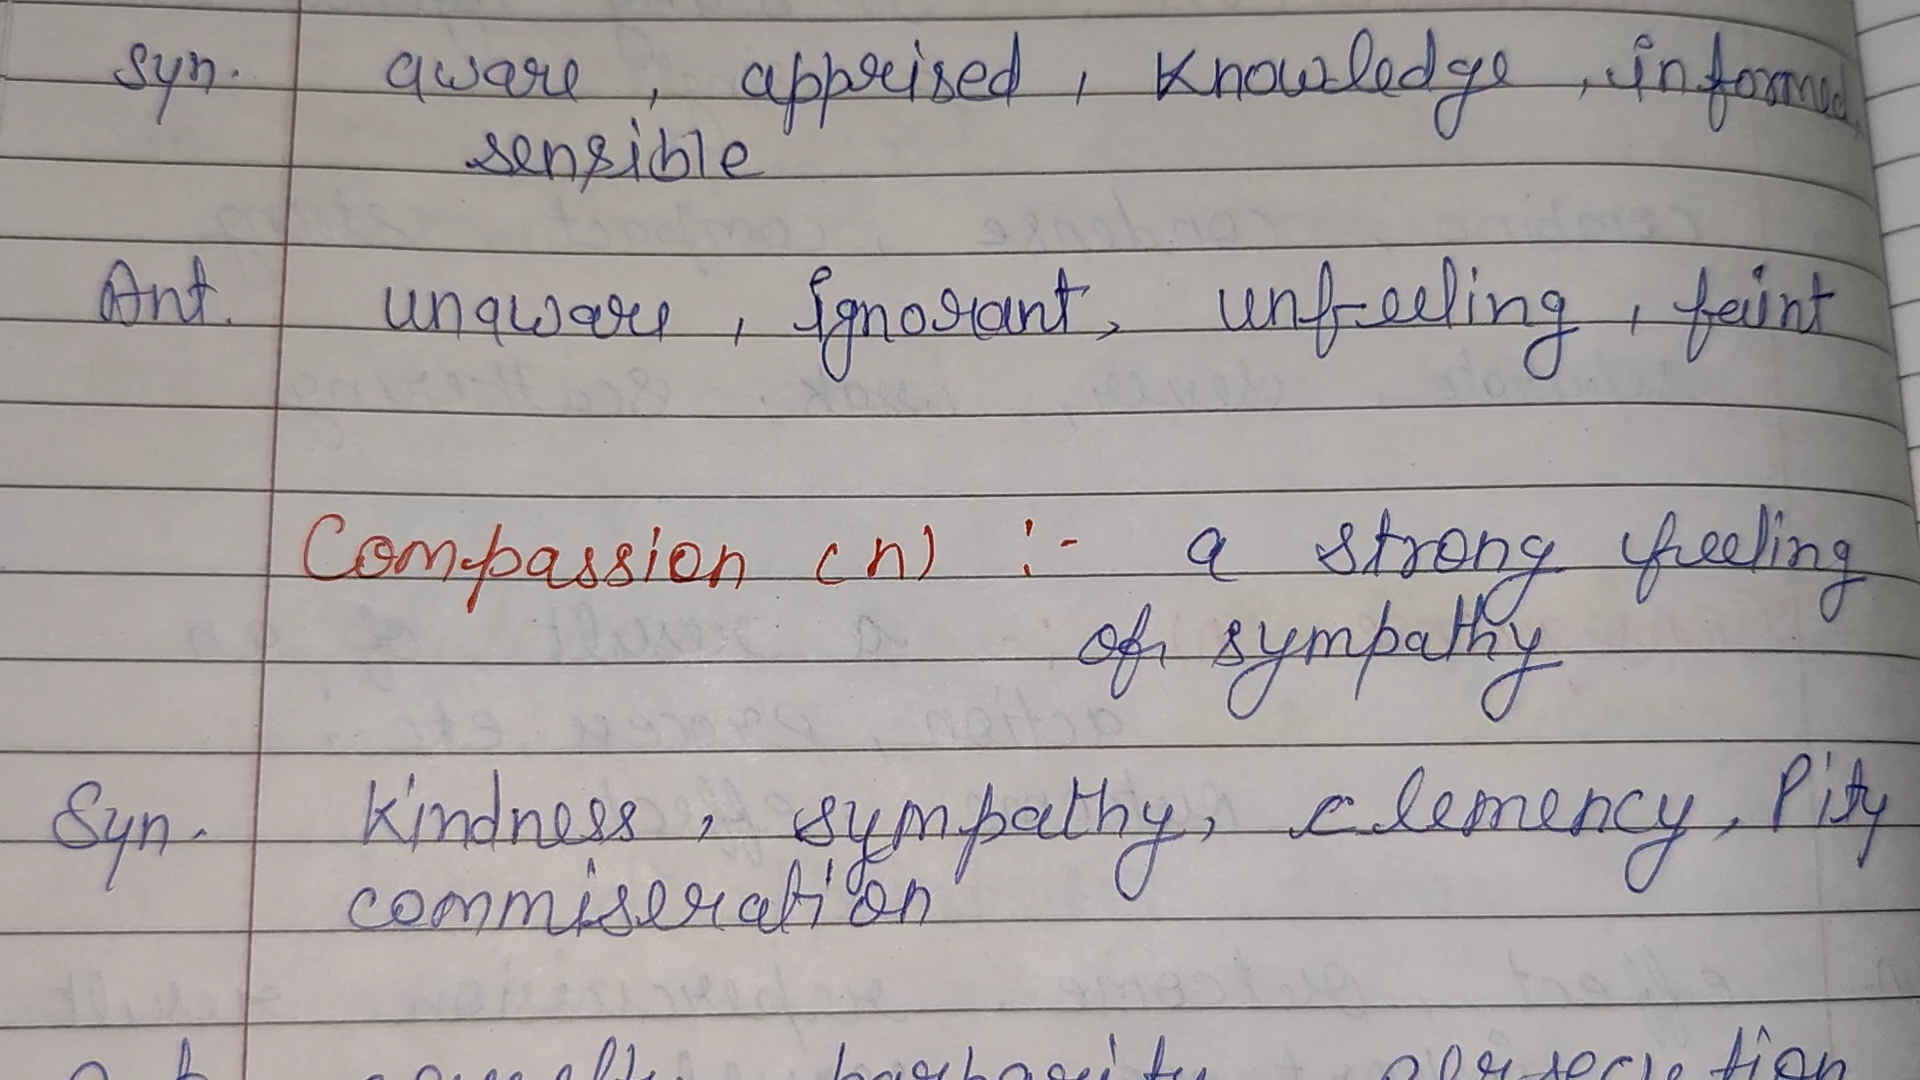 Syn. aware, apprised, Knowledge, informed,
sensible
Ant. unaware, Ignorant, unfeeling, feint
Compassion (n) :- a strong feeling
of sympathy
Syn. Kindness, sympathy, clemency, Pity
commiseration